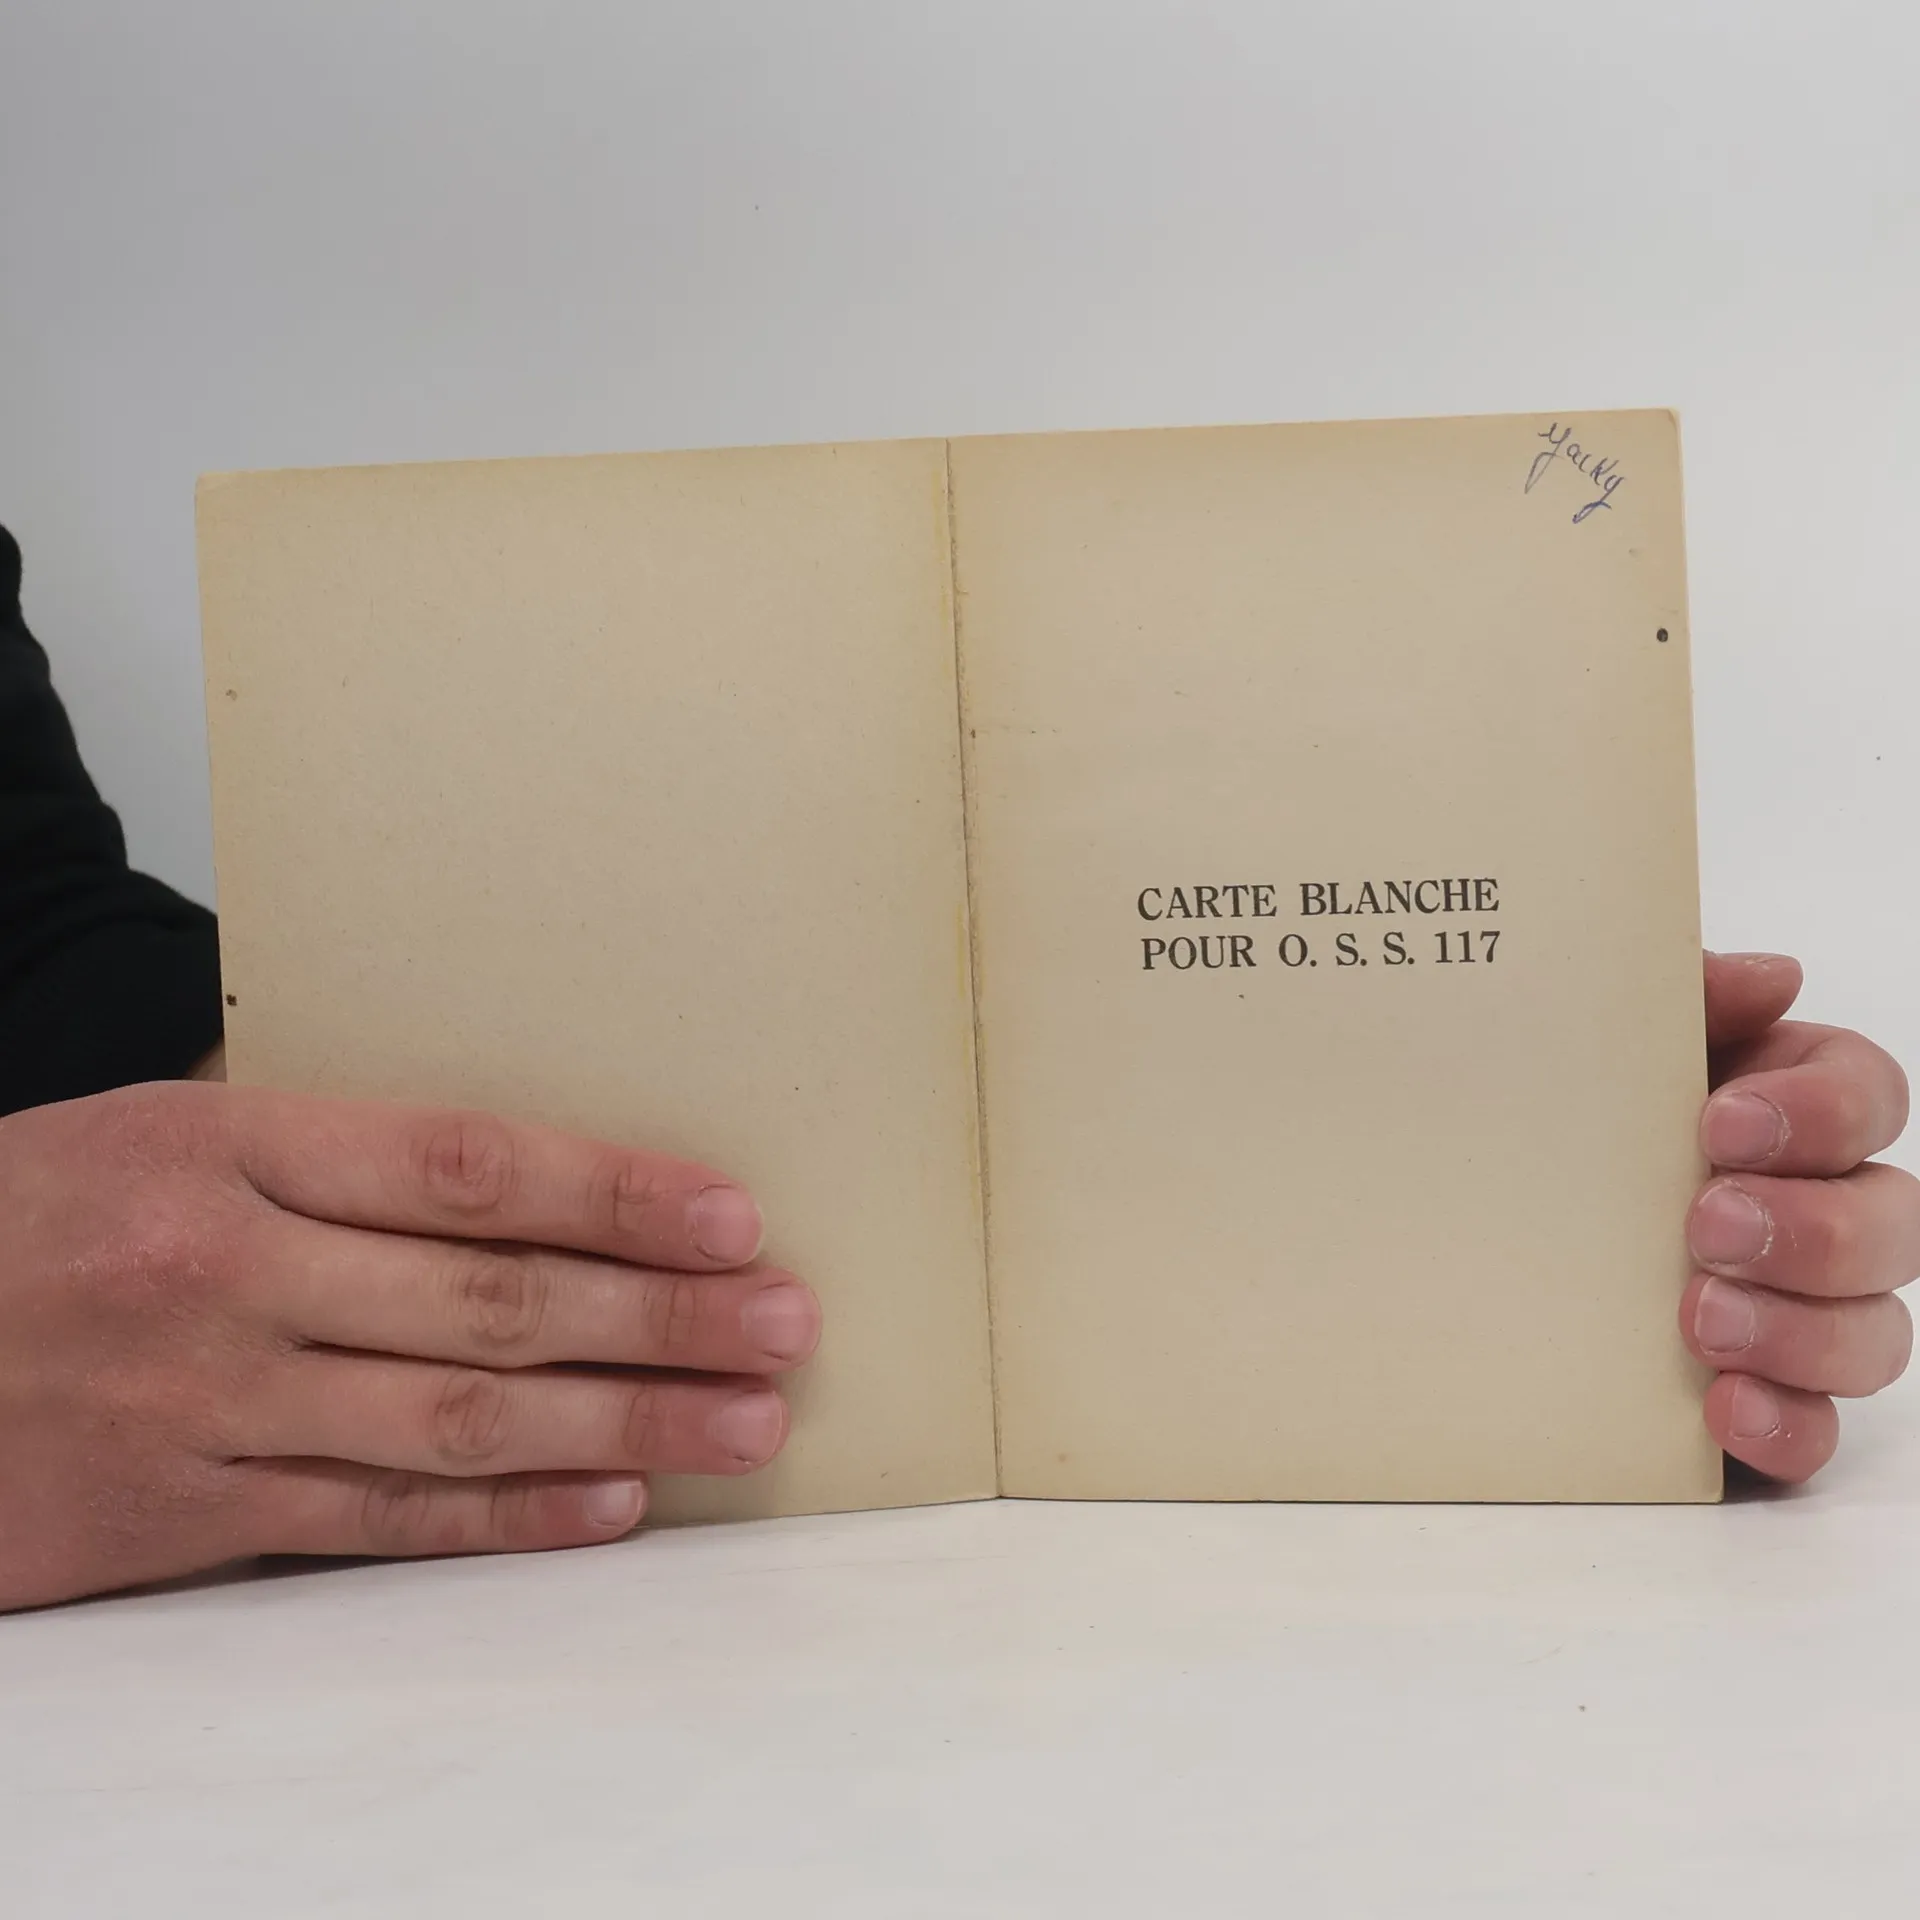 Yacky
CARTE BLANCHE
POUR O. S. S. 117